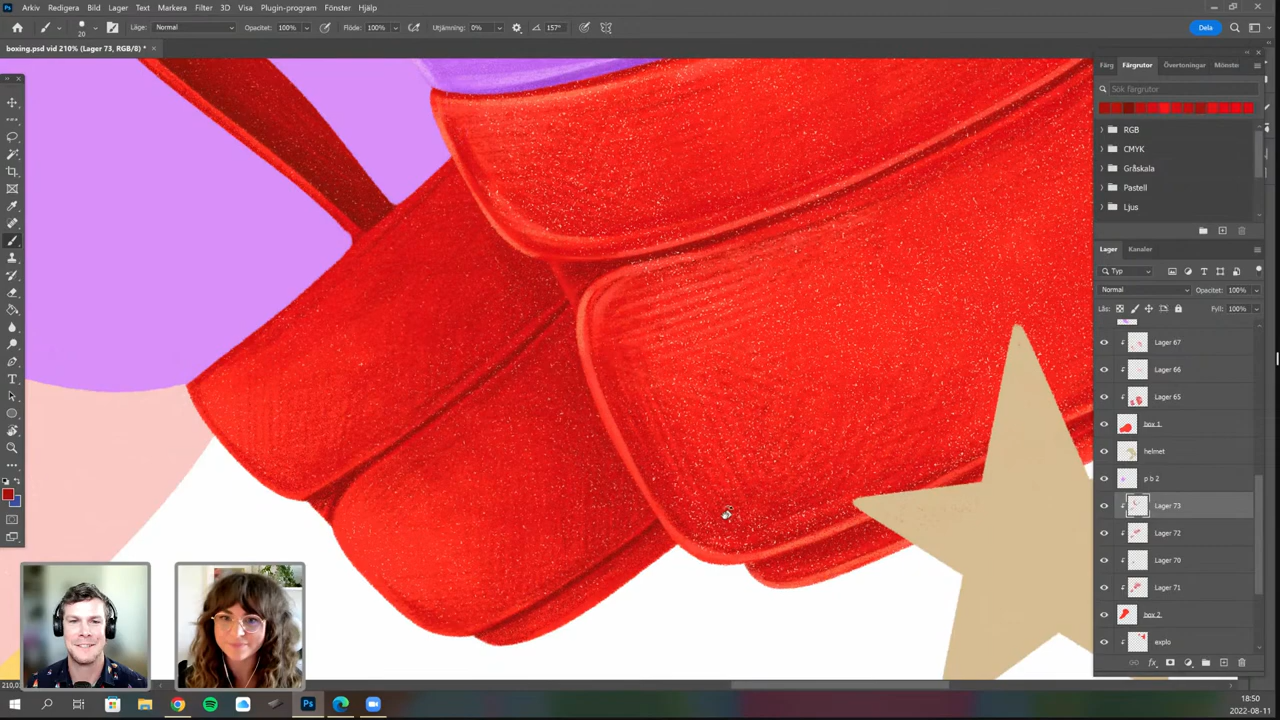 Arkiv Redigera Bild Lager Text Markera Filter 3D Visa Plugin-program Fönster Hjälp
20 Läge: Normal Opacitet: 100% Flöde: 100% Utjämning: 0% 157° Dela
boxing.psd vid 210% (Lager 73, RGB/8) *
Färg Färgrutor Övertoningar Mönster
Sök färgrutor
RGB
CMYK
Gråskala
Pastell
Ljus
Lager Kanaler
Typ
Normal Opacitet: 100%
Lås: Fyll: 100%
Lager 67
Lager 66
Lager 65
box 1
helmet
p b 2
Lager 73
Lager 72
Lager 70
Lager 71
box 2
explo
18:50
2022-08-11